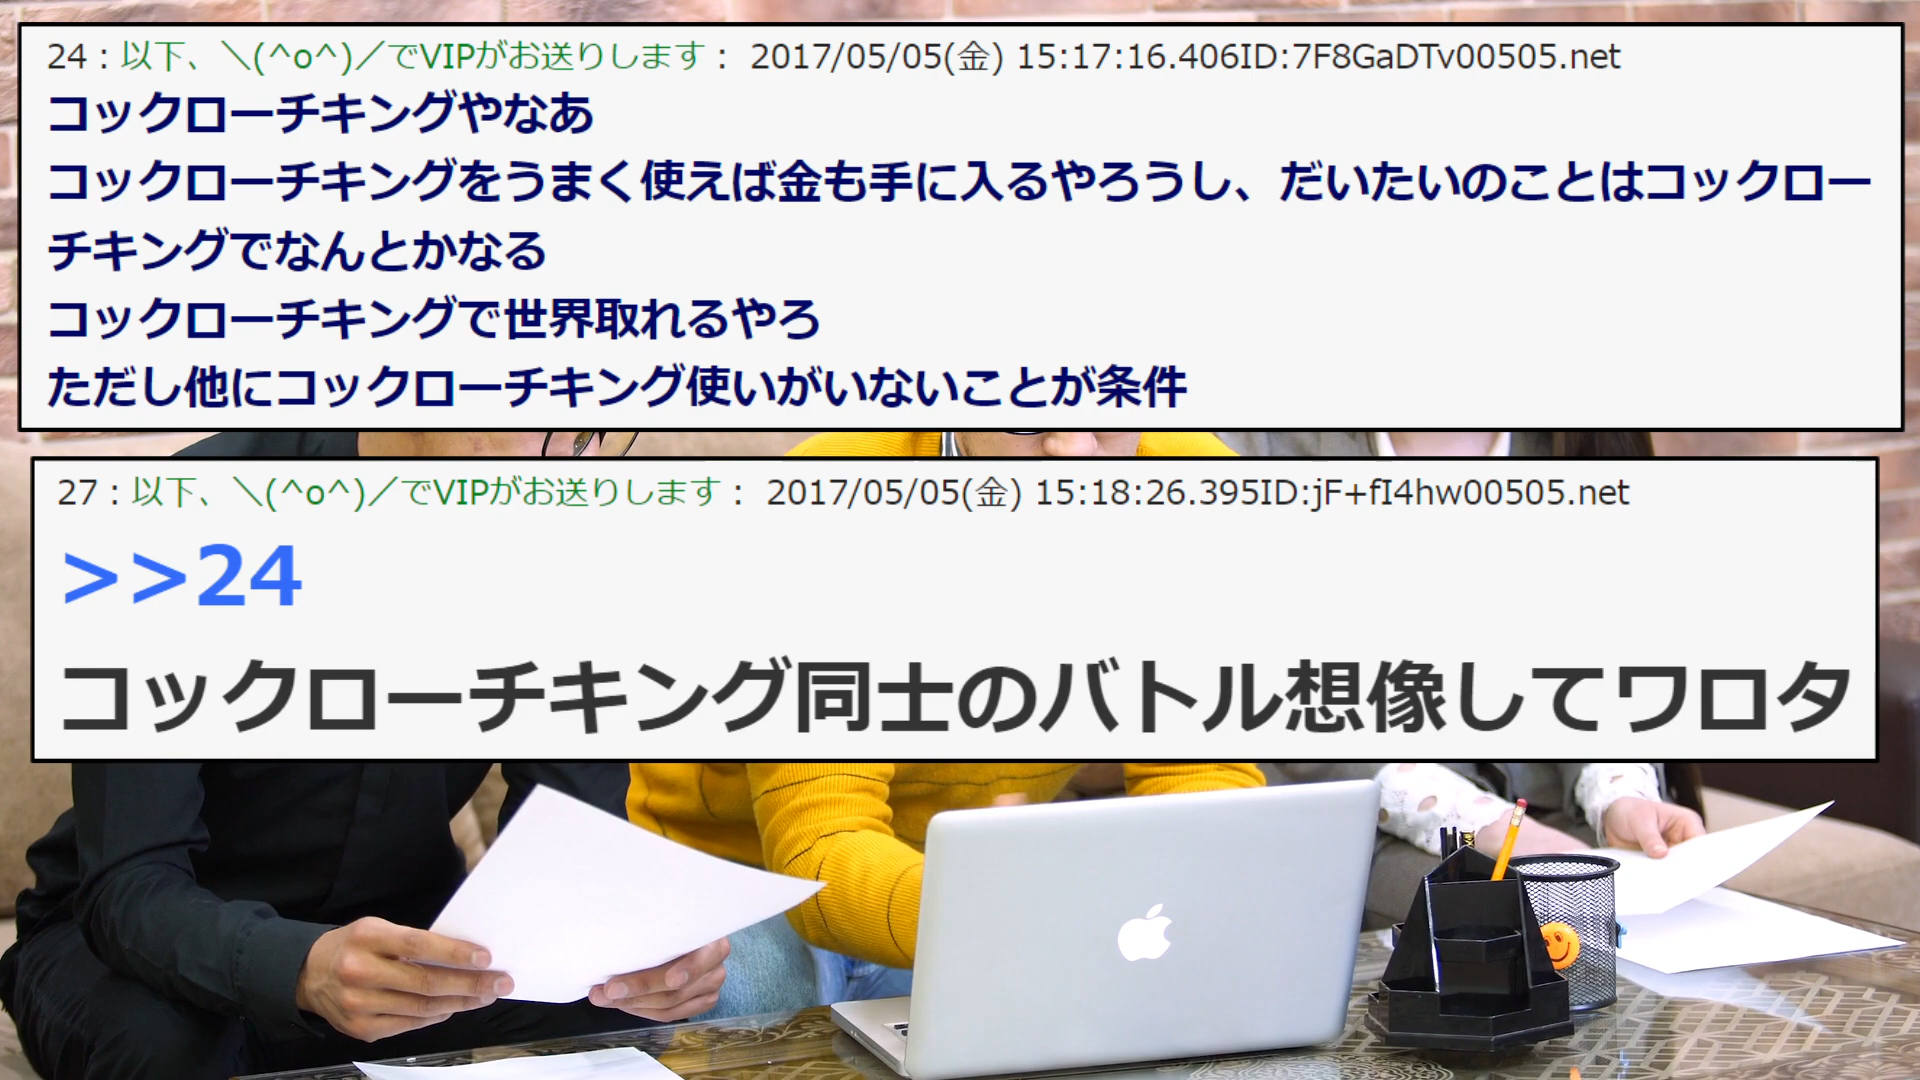 24：以下、＼(^o^)／でVIPがお送りします： 2017/05/05(金) 15:17:16.406ID:7F8GaDTv00505.net
コックローチキングやなあ
コックローチキングをうまく使えば金も手に入るやろうし、だいたいのことはコックロー
チキングでなんとかなる
コックローチキングで世界取れるやろ
ただし他にコックローチキング使いがいないことが条件
27：以下、＼(^o^)／でVIPがお送りします： 2017/05/05(金) 15:18:26.395ID:jF+fI4hw00505.net
>>24
コックローチキング同士のバトル想像してワロタ